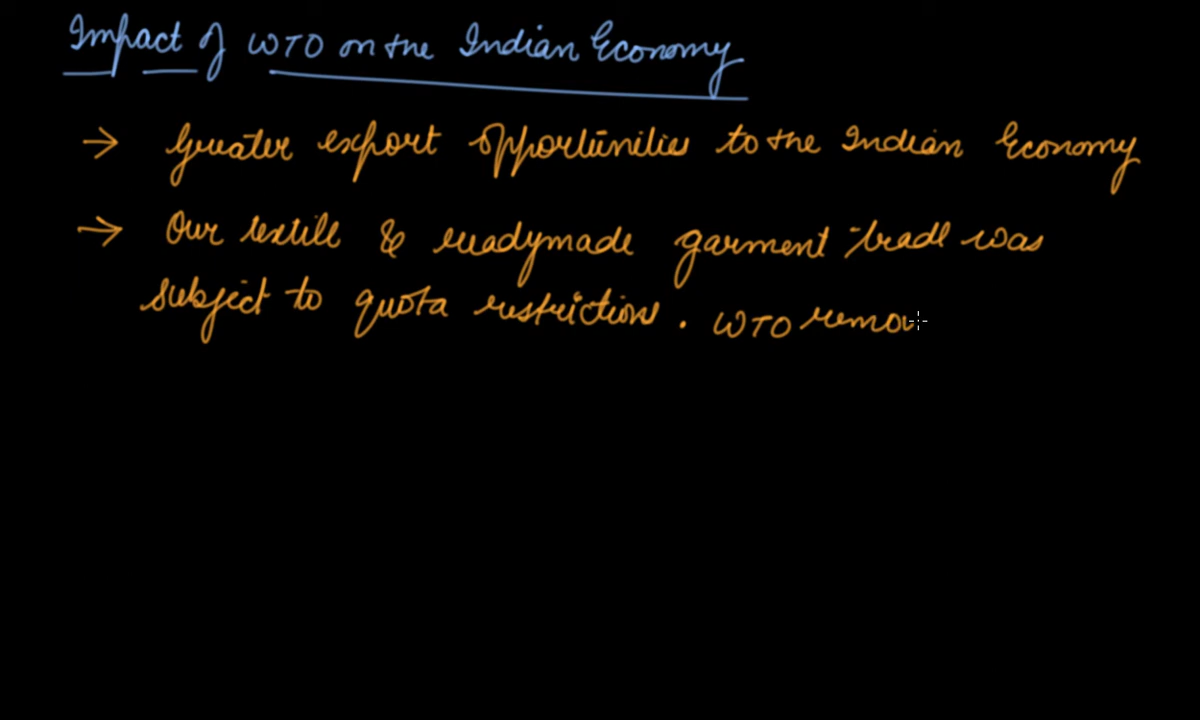 Impact of WTO on the Indian Economy
→ Greater export opportunities to the Indian Economy
→ Our textile & readymade garment trade was
subject to quota restrictions. WTO remov